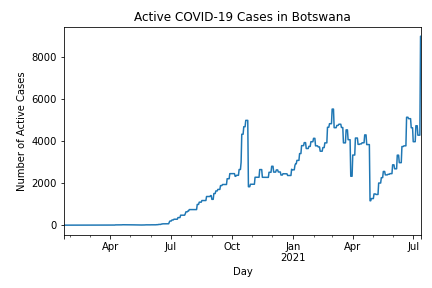 Active COVID-19 Cases in Botswana
Number of Active Cases
8000
6000
4000
2000
0
Apr
Jul
Oct
Jan
2021
Apr
Jul
Day